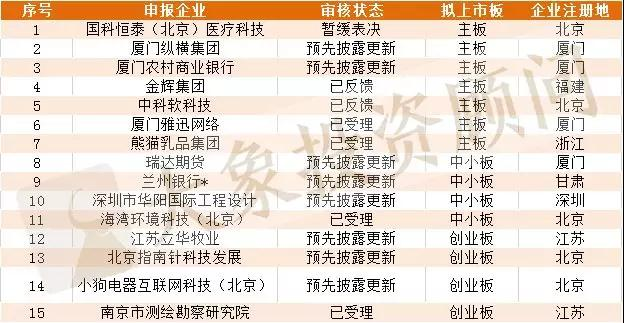 序号 申报企业 审核状态 拟上市板 企业注册地
1 国科恒泰（北京）医疗科技 暂缓表决 主板 北京
2 厦门纵横集团 预先披露更新 主板 厦门
3 厦门农村商业银行 预先披露更新 主板 厦门
4 金辉集团 已反馈 主板 福建
5 中科软科技 已反馈 主板 北京
6 厦门雅迅网络 已受理 主板 厦门
7 熊猫乳品集团 已受理 主板 浙江
8 瑞达期货 预先披露更新 中小板 厦门
9 兰州银行* 预先披露更新 中小板 甘肃
10 深圳市华阳国际工程设计 预先披露更新 中小板 深圳
11 海湾环境科技（北京） 已受理 中小板 北京
12 江苏立华牧业 预先披露更新 创业板 江苏
13 北京指南针科技发展 预先披露更新 创业板 北京
14 小狗电器互联网科技（北京） 预先披露更新 创业板 北京
15 南京市测绘勘察研究院 已受理 创业板 江苏
大象投资顾问